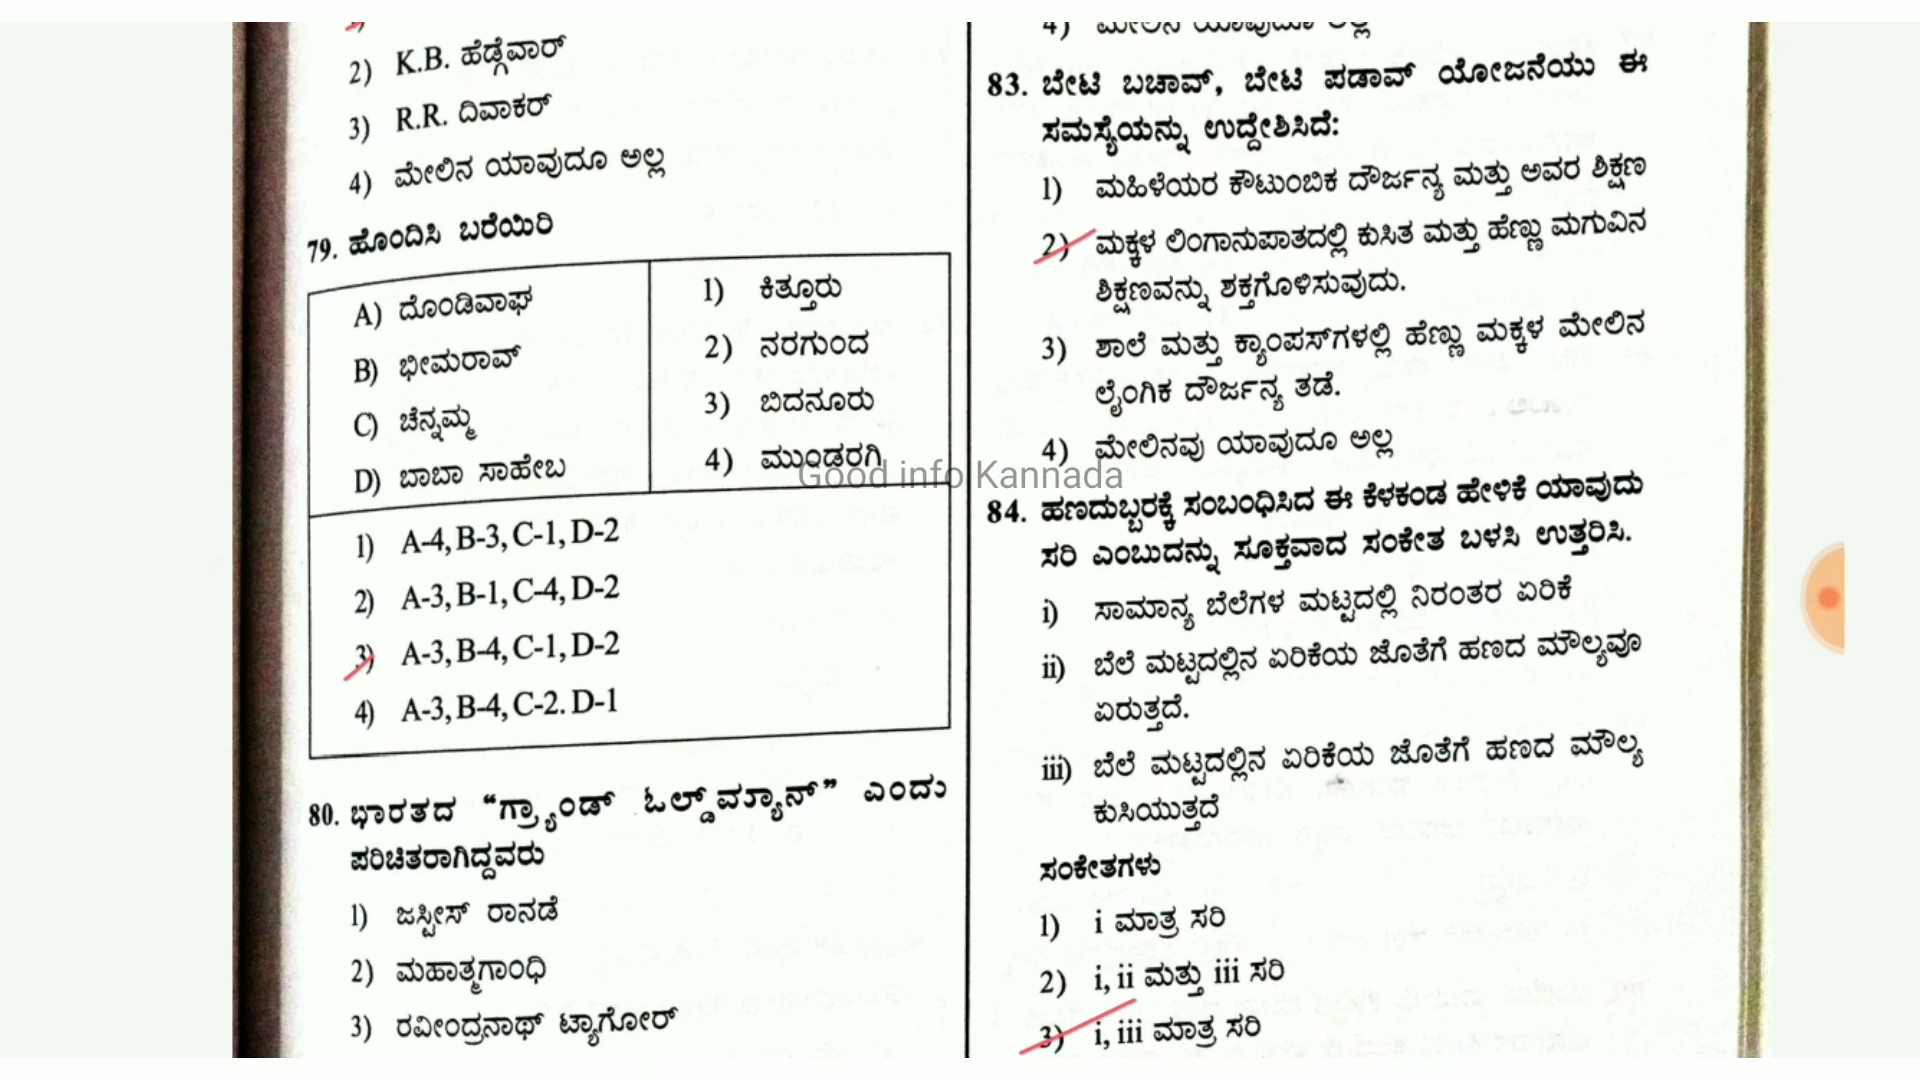 2) K.B. ಹೆಡ್ಗೆವಾರ್
3) R.R. ದಿವಾಕರ್
4) ಮೇಲಿನ ಯಾವುದೂ ಅಲ್ಲ
79. ಹೊಂದಿಸಿ ಬರೆಯಿರಿ
A) ದೊಂಡಿವಾಘ
B) ಭೀಮರಾವ್
C) ಚೆನ್ನಮ್ಮ
D) ಬಾಬಾ ಸಾಹೇಬ
1) ಕಿತ್ತೂರು
2) ನರಗುಂದ
3) ಬಿದನೂರು
4) ಮುಂಡರಗಿ
1) A-4, B-3, C-1, D-2
2) A-3, B-1, C-4, D-2
3) A-3, B-4, C-1, D-2
4) A-3, B-4, C-2. D-1
80. ಭಾರತದ “ಗ್ರ್ಯಾಂಡ್ ಓಲ್ಡ್‌ ಮ್ಯಾನ್” ಎಂದು
ಪರಿಚಿತರಾಗಿದ್ದವರು
1) ಜಸ್ಟೀಸ್ ರಾನಡೆ
2) ಮಹಾತ್ಮಗಾಂಧಿ
3) ರವೀಂದ್ರನಾಥ್ ಟ್ಯಾಗೋರ್
4) ಮೇಲಿನ ಯಾವುದೂ ಅಲ್ಲ
83. ಬೇಟಿ ಬಚಾವ್, ಬೇಟಿ ಪಡಾವ್ ಯೋಜನೆಯು ಈ
ಸಮಸ್ಯೆಯನ್ನು ಉದ್ದೇಶಿಸಿದೆ:
1) ಮಹಿಳೆಯರ ಕೌಟುಂಬಿಕ ದೌರ್ಜನ್ಯ ಮತ್ತು ಅವರ ಶಿಕ್ಷಣ
2) ಮಕ್ಕಳ ಲಿಂಗಾನುಪಾತದಲ್ಲಿ ಕುಸಿತ ಮತ್ತು ಹೆಣ್ಣು ಮಗುವಿನ
ಶಿಕ್ಷಣವನ್ನು ಶಕ್ತಗೊಳಿಸುವುದು.
3) ಶಾಲೆ ಮತ್ತು ಕ್ಯಾಂಪಸ್‌ಗಳಲ್ಲಿ ಹೆಣ್ಣು ಮಕ್ಕಳ ಮೇಲಿನ
ಲೈಂಗಿಕ ದೌರ್ಜನ್ಯ ತಡೆ.
4) ಮೇಲಿನವು ಯಾವುದೂ ಅಲ್ಲ
Good info Kannada
84. ಹಣದುಬ್ಬರಕ್ಕೆ ಸಂಬಂಧಿಸಿದ ಈ ಕೆಳಕಂಡ ಹೇಳಿಕೆ ಯಾವುದು
ಸರಿ ಎಂಬುದನ್ನು ಸೂಕ್ತವಾದ ಸಂಕೇತ ಬಳಸಿ ಉತ್ತರಿಸಿ.
i) ಸಾಮಾನ್ಯ ಬೆಲೆಗಳ ಮಟ್ಟದಲ್ಲಿ ನಿರಂತರ ಏರಿಕೆ
ii) ಬೆಲೆ ಮಟ್ಟದಲ್ಲಿನ ಏರಿಕೆಯ ಜೊತೆಗೆ ಹಣದ ಮೌಲ್ಯವೂ
ಏರುತ್ತದೆ.
iii) ಬೆಲೆ ಮಟ್ಟದಲ್ಲಿನ ಏರಿಕೆಯ ಜೊತೆಗೆ ಹಣದ ಮೌಲ್ಯ
ಕುಸಿಯುತ್ತದೆ
ಸಂಕೇತಗಳು
1) i ಮಾತ್ರ ಸರಿ
2) i, ii ಮತ್ತು iii ಸರಿ
3) i, iii ಮಾತ್ರ ಸರಿ